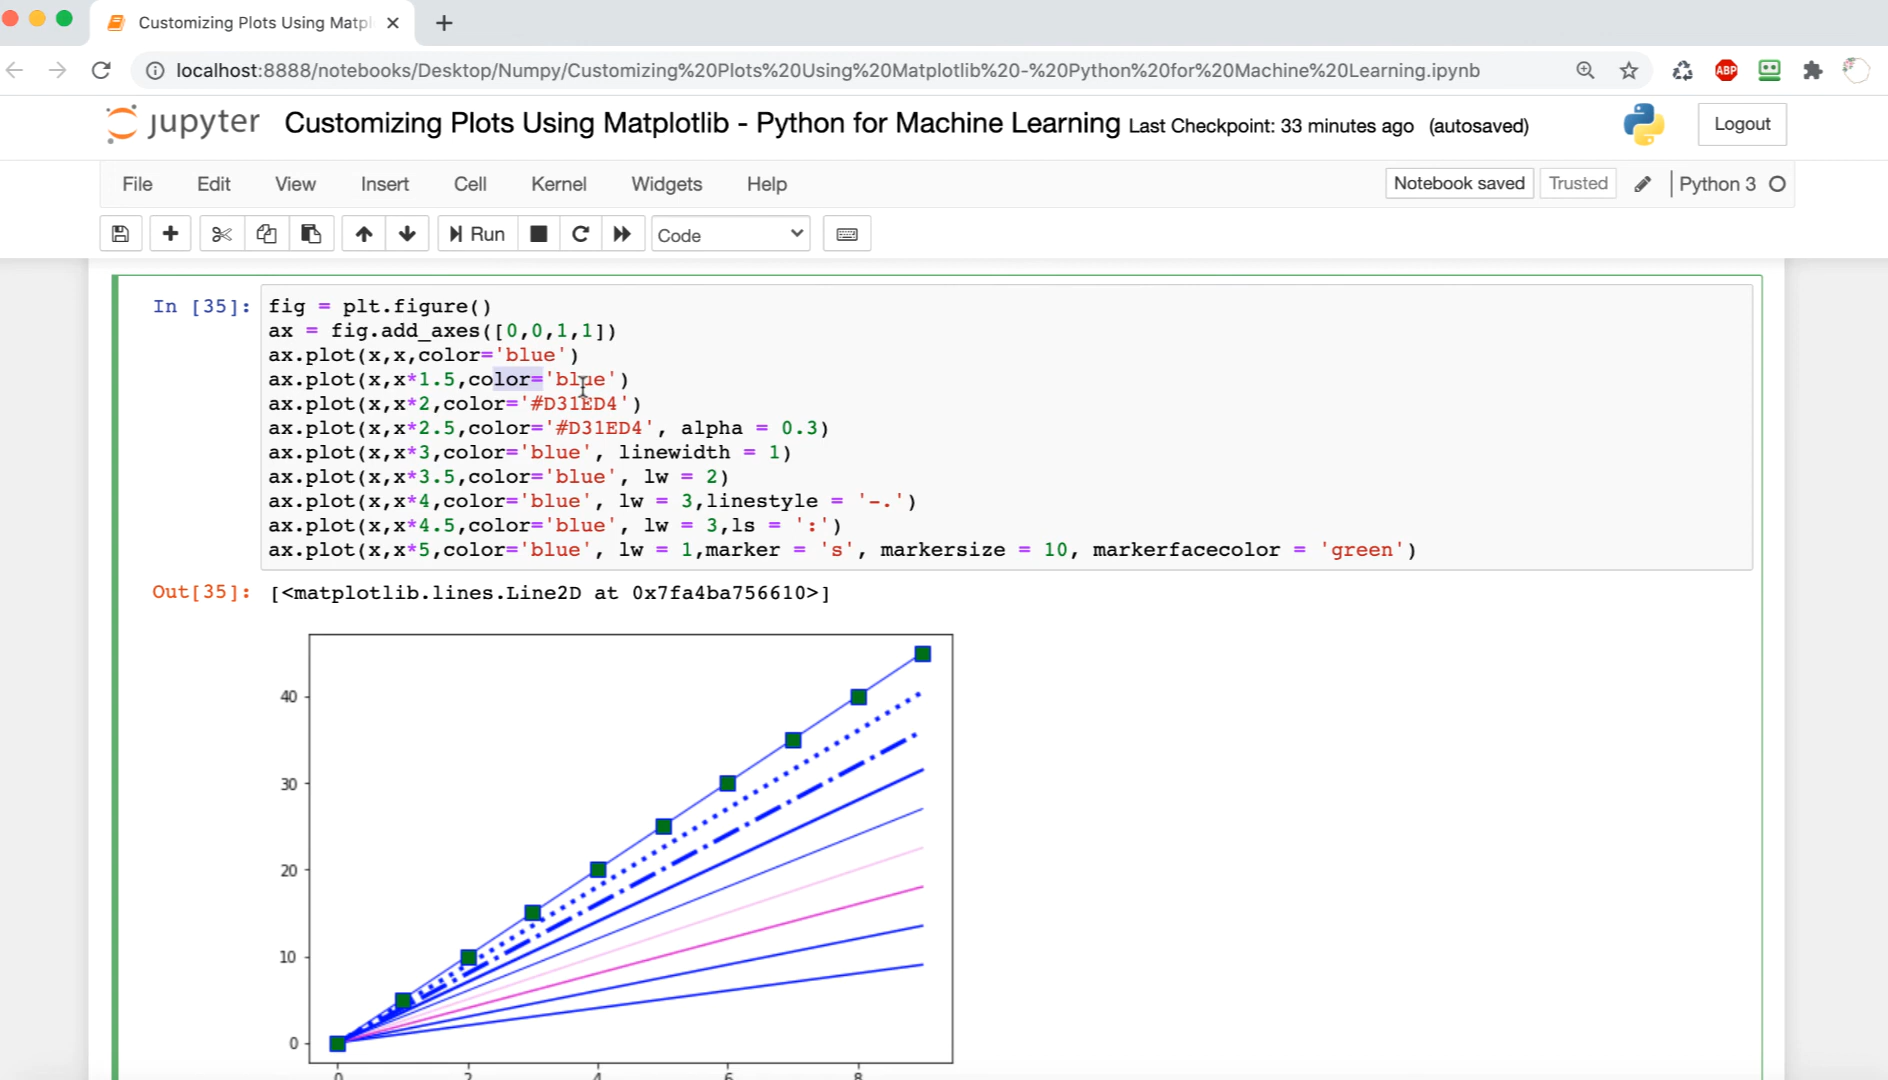 Customizing Plots Using Matpl
localhost:8888/notebooks/Desktop/Numpy/Customizing%20Plots%20Using%20Matplotlib%20-%20Python%20for%20Machine%20Learning.ipynb
ABP
jupyter Customizing Plots Using Matplotlib - Python for Machine Learning Last Checkpoint: 33 minutes ago (autosaved)
Logout
File Edit View Insert Cell Kernel Widgets Help
Notebook saved Trusted Python 3
Run Code
In [35]: fig = plt.figure()
ax = fig.add_axes([0,0,1,1])
ax.plot(x,x,color='blue')
ax.plot(x,x*1.5,color='blue')
ax.plot(x,x*2,color='#D31ED4')
ax.plot(x,x*2.5,color='#D31ED4', alpha = 0.3)
ax.plot(x,x*3,color='blue', linewidth = 1)
ax.plot(x,x*3.5,color='blue', lw = 2)
ax.plot(x,x*4,color='blue', lw = 3,linestyle = '-.')
ax.plot(x,x*4.5,color='blue', lw = 3,ls = ':')
ax.plot(x,x*5,color='blue', lw = 1,marker = 's', markersize = 10, markerfacecolor = 'green')
Out[35]: [<matplotlib.lines.Line2D at 0x7fa4ba756610>]
40
30
20
10
0
0 2 4 6 8